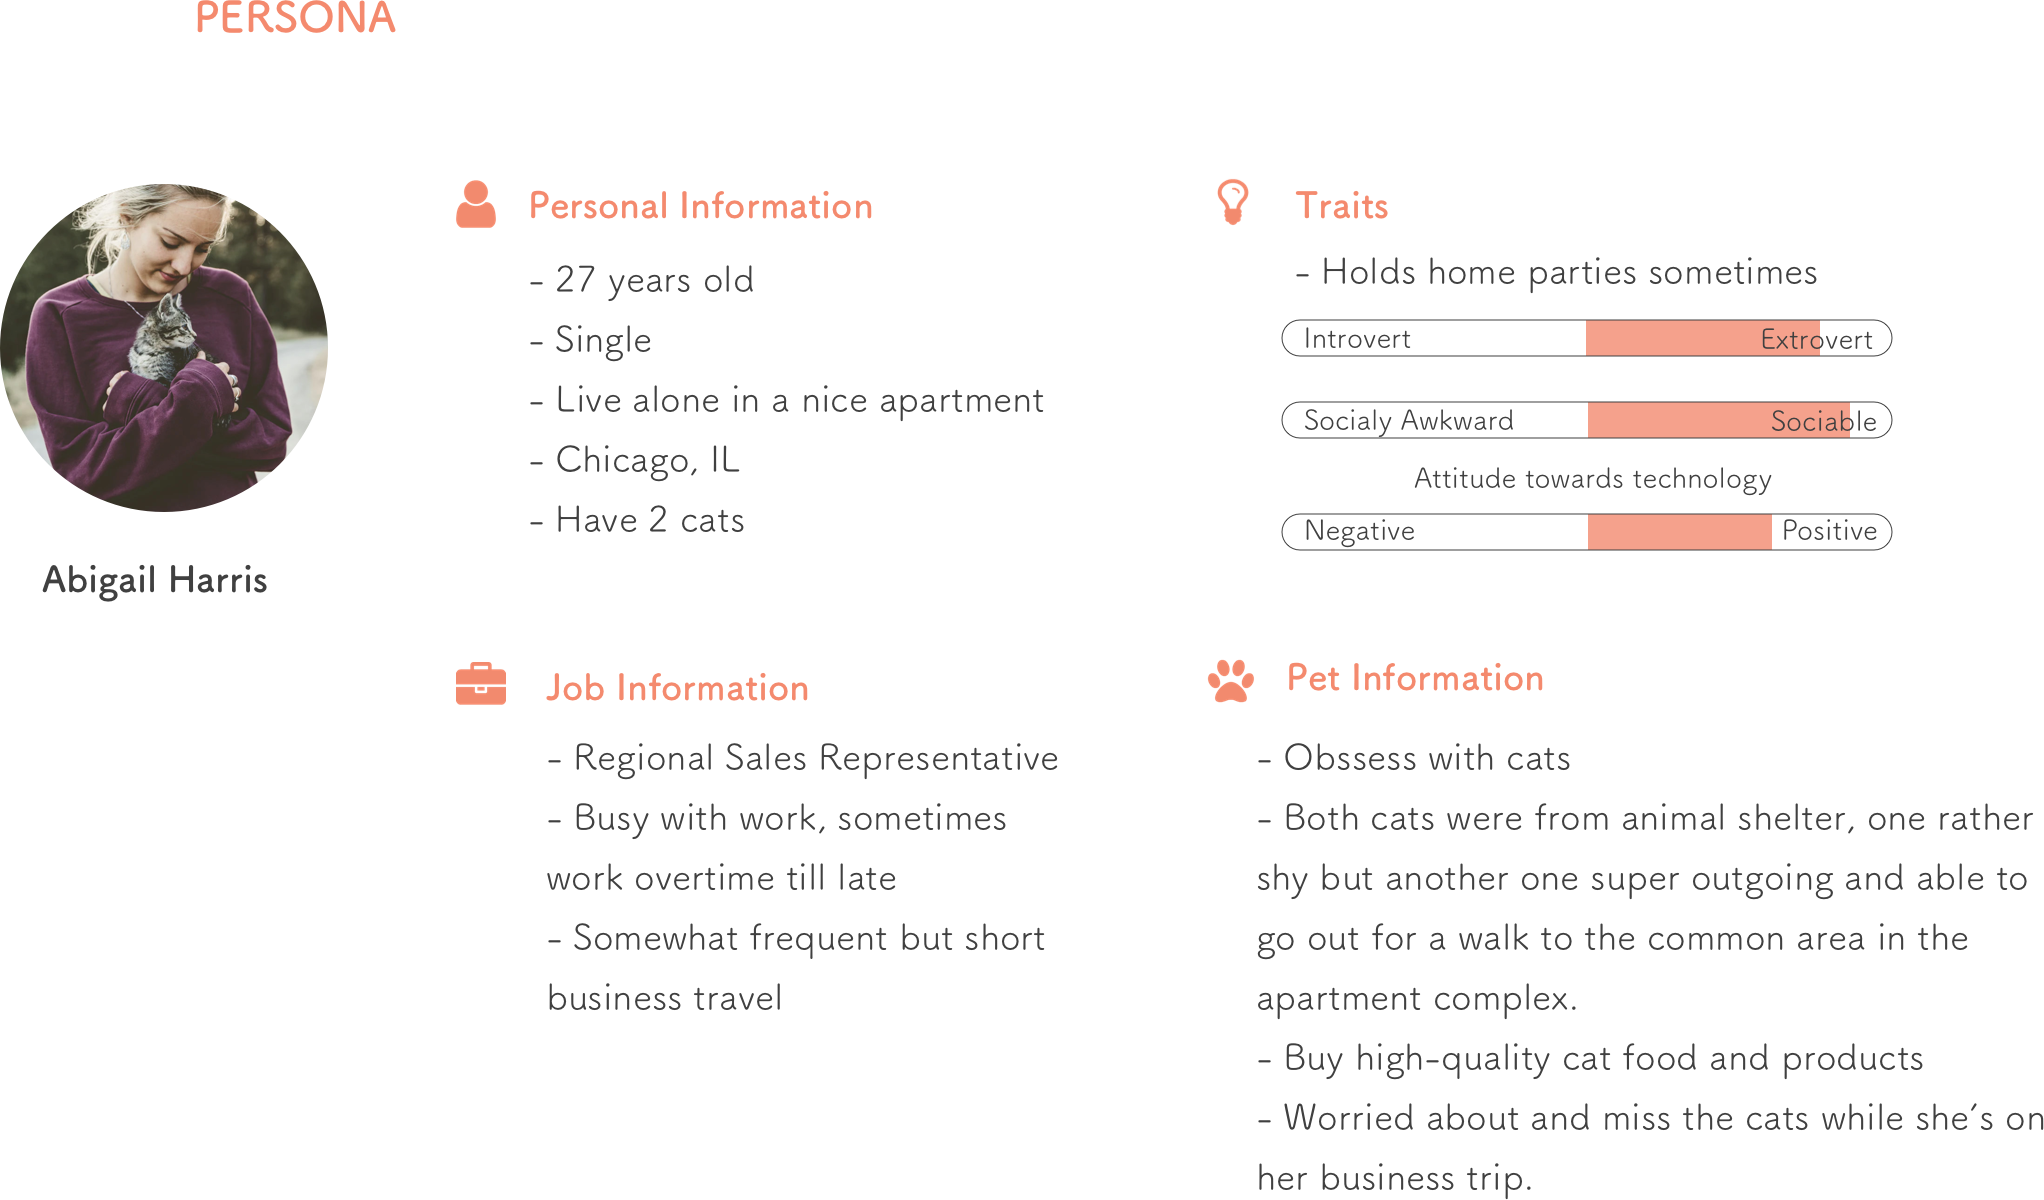 PERSONA
Abigail Harris
Personal Information
- 27 years old
- Single
- Live alone in a nice apartment
- Chicago, IL
- Have 2 cats
Traits
- Holds home parties sometimes
Introvert Extrovert
Socialy Awkward Sociable
Attitude towards technology
Negative Positive
Job Information
- Regional Sales Representative
- Busy with work, sometimes
work overtime till late
- Somewhat frequent but short
business travel
Pet Information
- Obssess with cats
- Both cats were from animal shelter, one rather
shy but another one super outgoing and able to
go out for a walk to the common area in the
apartment complex.
- Buy high-quality cat food and products
- Worried about and miss the cats while she's on
her business trip.